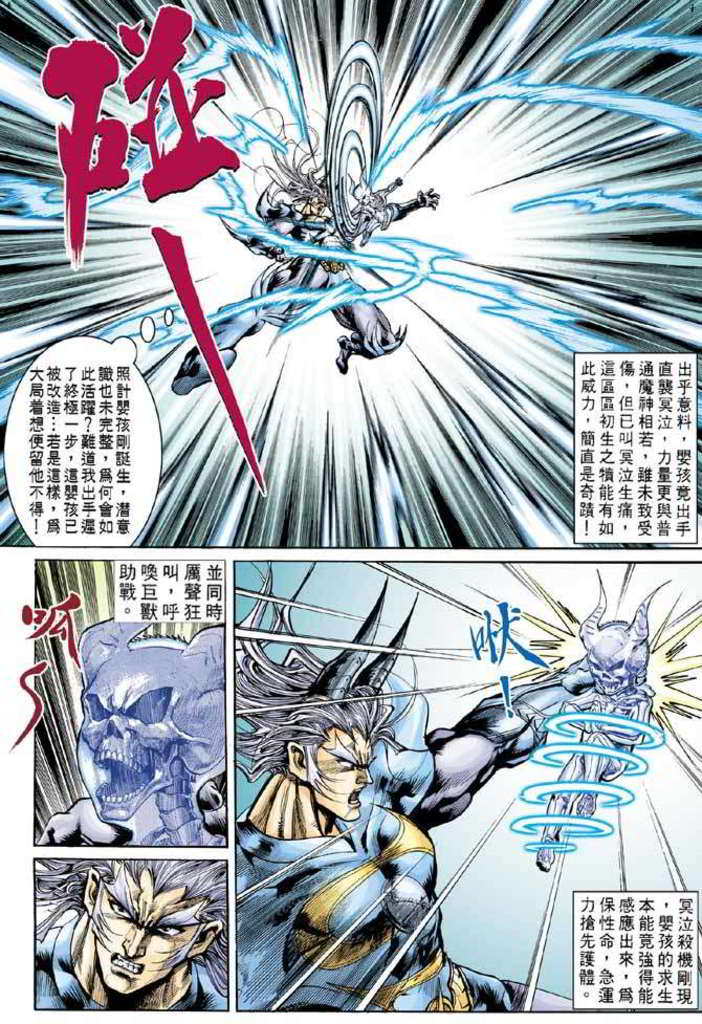 碰
出乎意料，嬰孩竟出手
直襲冥泣，力量更與普
通魔神相若，雖未致受
傷，但已叫冥泣生痛，
這區區初生之犢能有如
此威力，簡直是奇蹟！
照計嬰孩剛誕生，潛意
識也未完整，爲何會如
此活躍？難道我出手遲
了終極一步，這嬰孩已
被改造⋯若是這樣，爲
大局着想便留他不得！
吠！
冥泣殺機剛現
，嬰孩的求生
本能竟強得能
感應出來，爲
保性命，急運
力搶先護體。
並同時
厲聲狂
叫，呼
喚巨獸
助戰。
呱